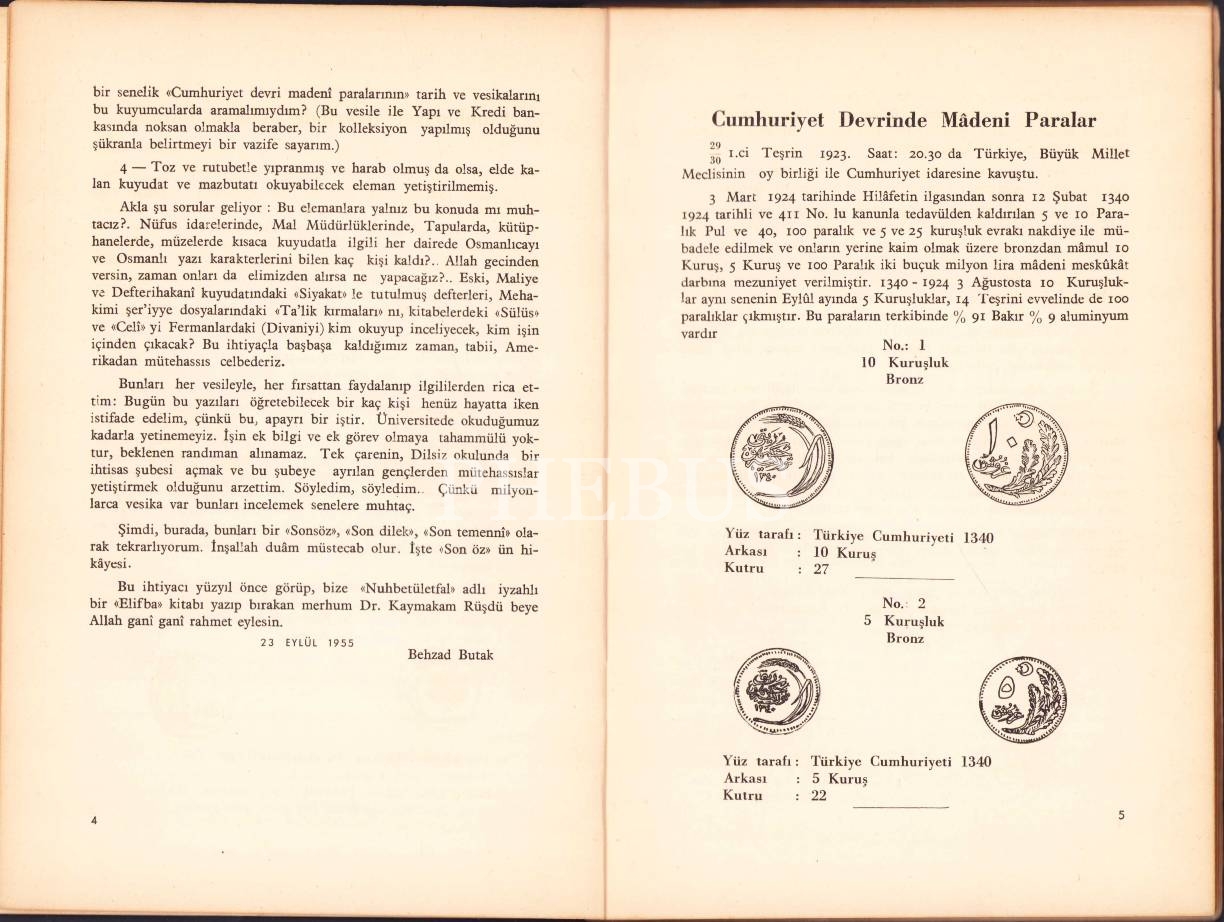 bir senelik «Cumhuriyet devri madenî paralarının» tarih ve vesikalarını
bu kuyumcularda aramalımıydım? (Bu vesile ile Yapı ve Kredi ban-
kasında noksan olmakla beraber, bir kolleksiyon yapılmış olduğunu
şükranla belirtmeyi bir vazife sayarım.)
4 — Toz ve rutubetle yıpranmış ve harab olmuş da olsa, elde ka-
lan kuyudat ve mazbutatı okuyabilecek eleman yetiştirilmemiş.
Akla şu sorular geliyor : Bu elemanlara yalnız bu konuda mı muh-
tacız?. Nüfus idarelerinde, Mal Müdürlüklerinde, Tapularda, kütüp-
hanelerde, müzelerde kısaca kuyudatla ilgili her dairede Osmanlıcayı
ve Osmanlı yazı karakterlerini bilen kaç kişi kaldı?.. Allah gecinden
versin, zaman onları da elimizden alırsa ne yapacağız?.. Eski, Maliye
ve Defterihakanî kuyudatındaki «Siyakat» le tutulmuş defterleri, Meha-
kimi şer'iyye dosyalarındaki «Ta'lik kırmaları» nı, kitabelerdeki «Sülüs»
ve «Celî» yi Fermanlardaki (Divaniyi) kim okuyup inceliyecek, kim işin
içinden çıkacak? Bu ihtiyaçla başbaşa kaldığımız zaman, tabii, Ame-
rikadan mütehassıs celbederiz.
Bunları her vesileyle, her fırsattan faydalanıp ilgililerden rica et-
tim: Bugün bu yazıları öğretebilecek bir kaç kişi henüz hayatta iken
istifade edelim, çünkü bu, apayrı bir iştir. Üniversitede okuduğumuz
kadarla yetinemeyiz. İşin ek bilgi ve ek görev olmaya tahammülü yok-
tur, beklenen randıman alınamaz. Tek çarenin, Dilsiz okulunda bir
ihtisas şubesi açmak ve bu şubeye ayrılan gençlerden mütehassıslar
yetiştirmek olduğunu arzettim. Söyledim, söyledim.. Çünkü milyon-
larca vesika var bunları incelemek senelere muhtaç.
Şimdi, burada, bunları bir «Sonsöz», «Son dilek», «Son temennî» ola-
rak tekrarlıyorum. İnşallah duâm müstecab olur. İşte «Son öz» ün hi-
kâyesi.
Bu ihtiyacı yüzyıl önce görüp, bize «Nuhbetületfal» adlı iyzahlı
bir «Elifba» kitabı yazıp bırakan merhum Dr. Kaymakam Rüşdü beye
Allah ganî ganî rahmet eylesin.
23 EYLÜL 1955
Behzad Butak
4
Cumhuriyet Devrinde Mâdeni Paralar
29/30 1.ci Teşrin 1923. Saat: 20.30 da Türkiye, Büyük Millet
Meclisinin oy birliği ile Cumhuriyet idaresine kavuştu.
3 Mart 1924 tarihinde Hilâfetin ilgasından sonra 12 Şubat 1340
1924 tarihli ve 411 No. lu kanunla tedavülden kaldırılan 5 ve 10 Para-
lık Pul ve 40, 100 paralık ve 5 ve 25 kuruşluk evrakı nakdiye ile mü-
badele edilmek ve onların yerine kaim olmak üzere bronzdan mâmul 10
Kuruş, 5 Kuruş ve 100 Paralık iki buçuk milyon lira mâdeni meskûkât
darbına mezuniyet verilmiştir. 1340 - 1924 3 Ağustosta 10 Kuruşluk-
lar aynı senenin Eylûl ayında 5 Kuruşluklar, 14 Teşrini evvelinde de 100
paralıklar çıkmıştır. Bu paraların terkibinde % 91 Bakır % 9 aluminyum
vardır
No.: 1
10 Kuruşluk
Bronz
١٣٤٠
١٠
غروش
Yüz tarafı : Türkiye Cumhuriyeti 1340
Arkası : 10 Kuruş
Kutru : 27
No.: 2
5 Kuruşluk
Bronz
١٣٤٠
٥
غروش
Yüz tarafı : Türkiye Cumhuriyeti 1340
Arkası : 5 Kuruş
Kutru : 22
5
THEBUD